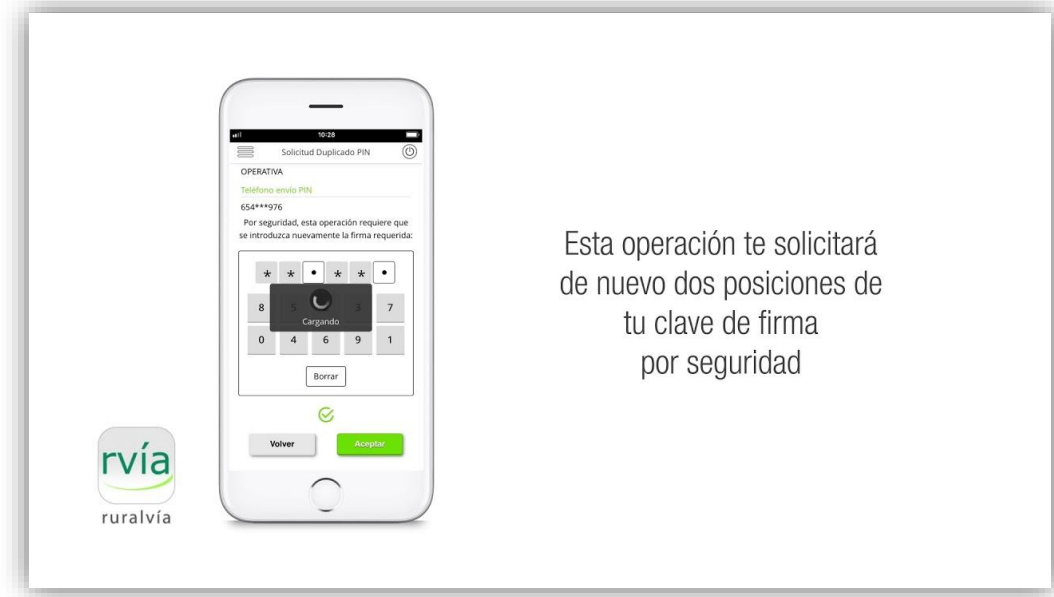 10:28
Solicitud Duplicado PIN
OPERATIVA
Teléfono envío PIN
654***976
Por seguridad, esta operación requiere que
se introduzca nuevamente la firma requerida:
* * • * * •
8 5 3 7
Cargando
0 4 6 9 1
Borrar
Volver Aceptar
rvía
ruralvía
Esta operación te solicitará
de nuevo dos posiciones de
tu clave de firma
por seguridad